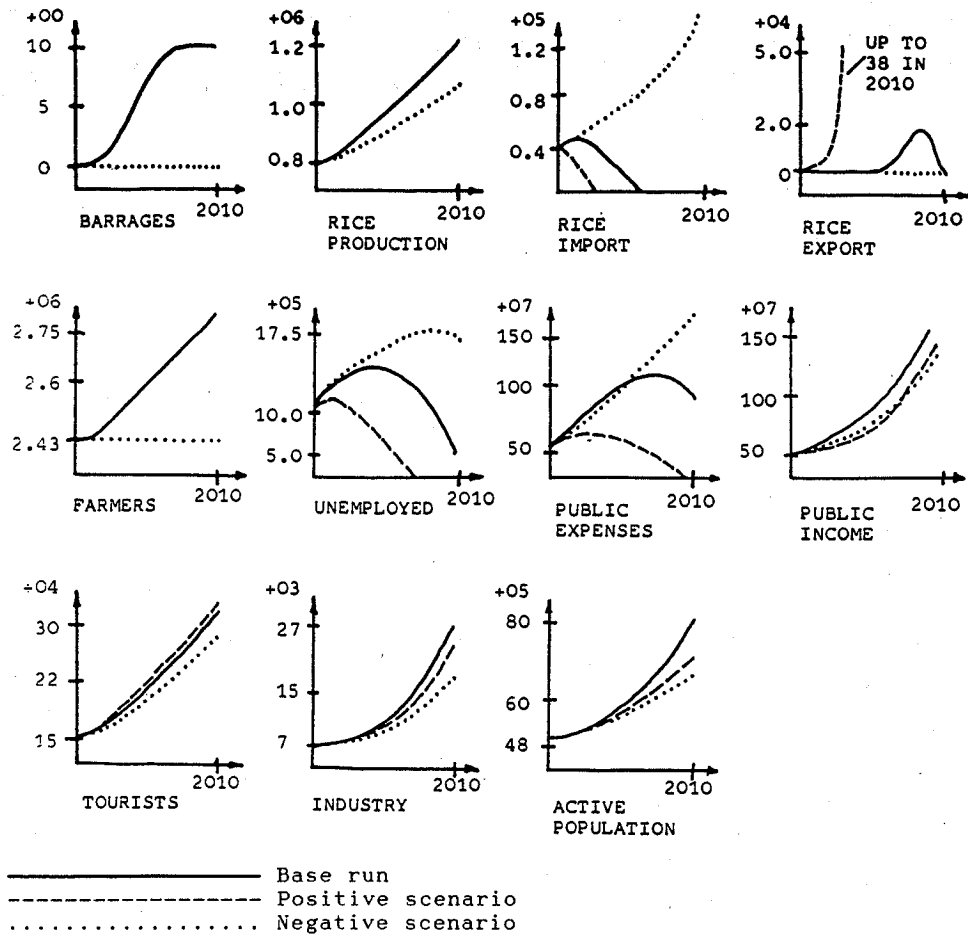 +00
10
5
0
2010
BARRAGES
+06
1.2
1.0
0.8
2010
RICE
PRODUCTION
+05
1.2
0.8
0.4
2010
RICE
IMPORT
+04
5.0
2.0
0
UP TO
38 IN
2010
2010
RICE
EXPORT
+06
2.75
2.6
2.43
2010
FARMERS
+05
17.5
10.0
5.0
2010
UNEMPLOYED
+07
150
100
50
2010
PUBLIC
EXPENSES
+07
150
100
50
2010
PUBLIC
INCOME
+04
30
22
15
2010
TOURISTS
+03
27
15
7
2010
INDUSTRY
+05
80
60
48
2010
ACTIVE
POPULATION
Base run
Positive scenario
Negative scenario